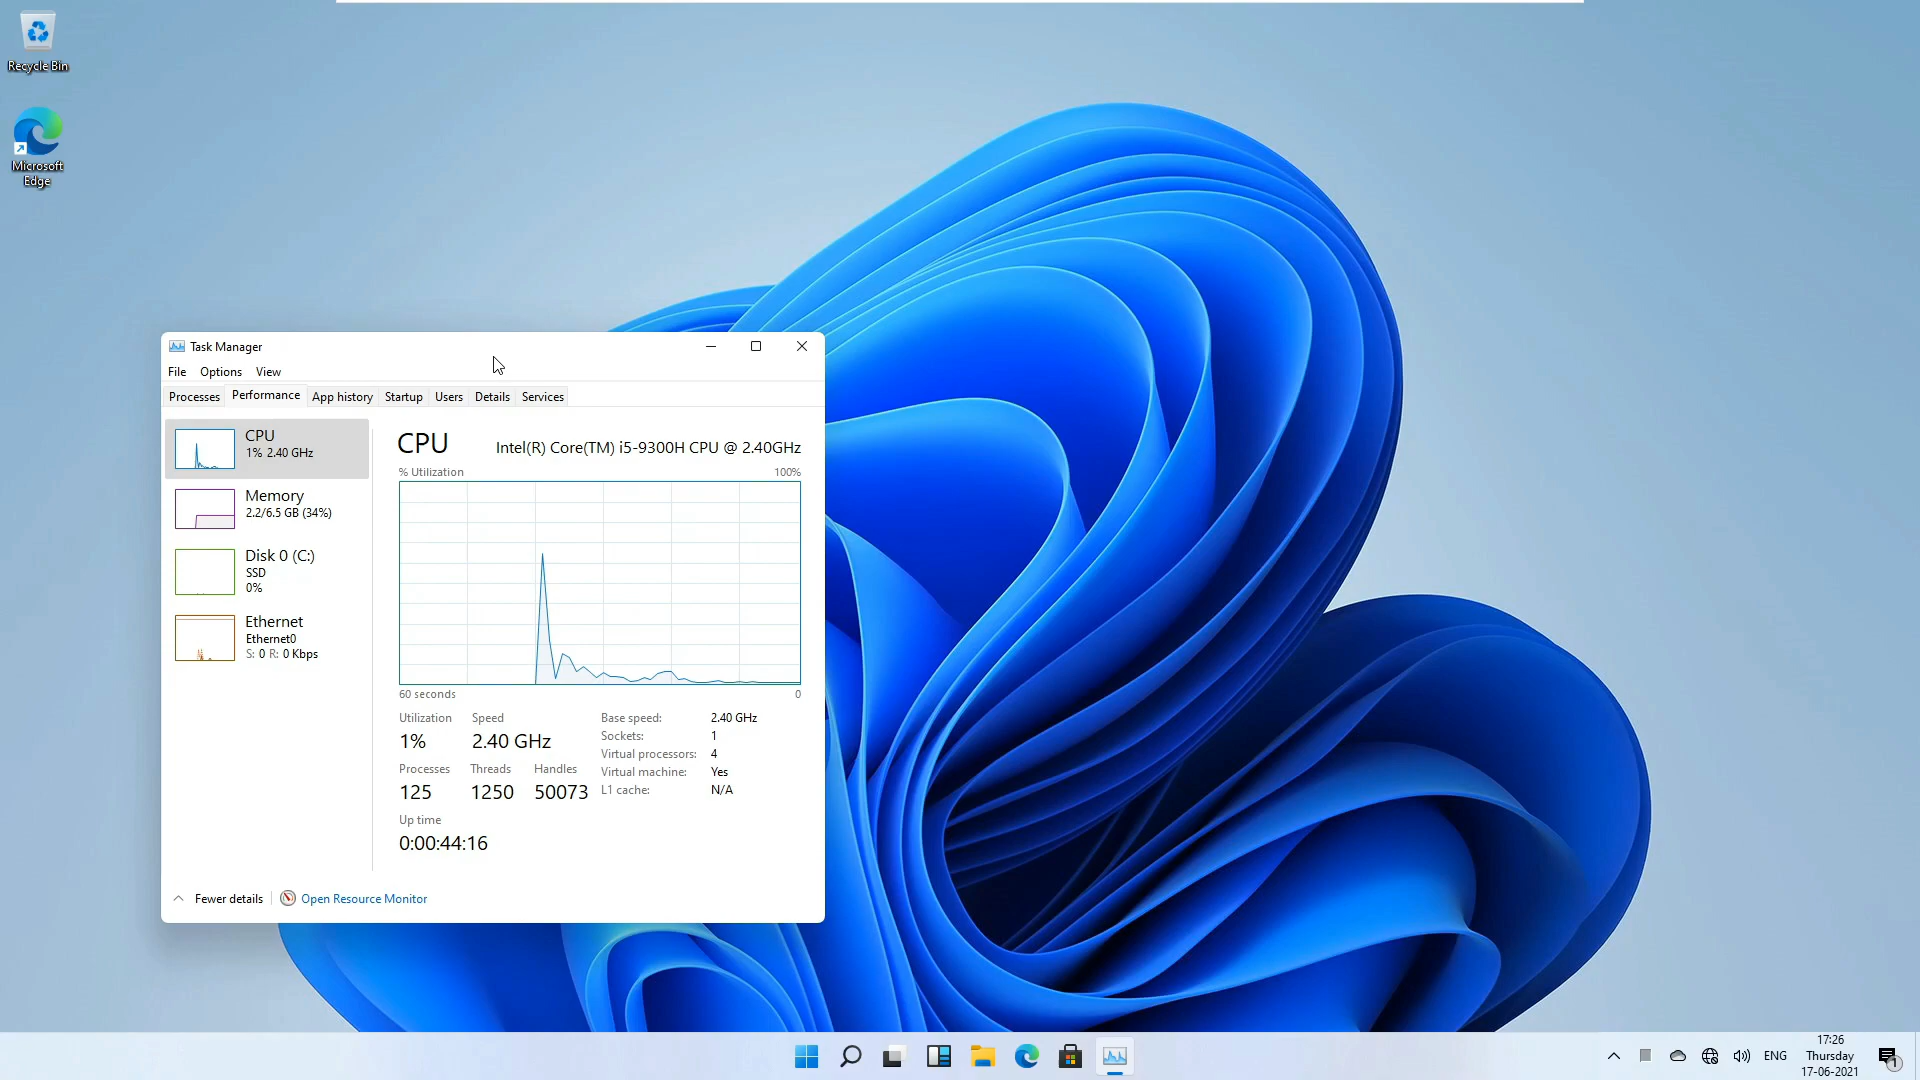 Recycle Bin
Microsoft
Edge
Task Manager
File Options View
Processes Performance App history Startup Users Details Services
CPU
1% 2.40 GHz
Memory
2.2/6.5 GB (34%)
Disk 0 (C:)
SSD
0%
Ethernet
Ethernet0
S: 0 R: 0 Kbps
CPU Intel(R) Core(TM) i5-9300H CPU @ 2.40GHz
% Utilization 100%
60 seconds 0
Utilization Speed
1% 2.40 GHz
Processes Threads Handles
125 1250 50073
Up time
0:00:44:16
Base speed: 2.40 GHz
Sockets: 1
Virtual processors: 4
Virtual machine: Yes
L1 cache: N/A
Fewer details Open Resource Monitor
ENG
17:26
Thursday
17-06-2021
1